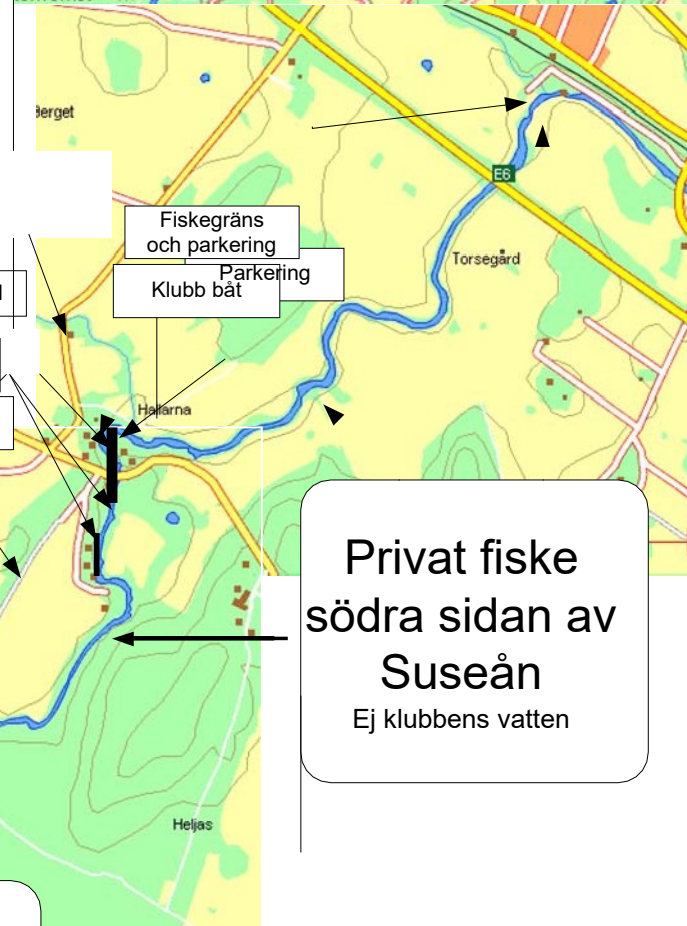 Berget
Fiskegräns
och parkering
Parkering
Klubb båt
E6
Torsegård
Hallarna
Privat fiske
södra sidan av
Suseån
Ej klubbens vatten
Heljas